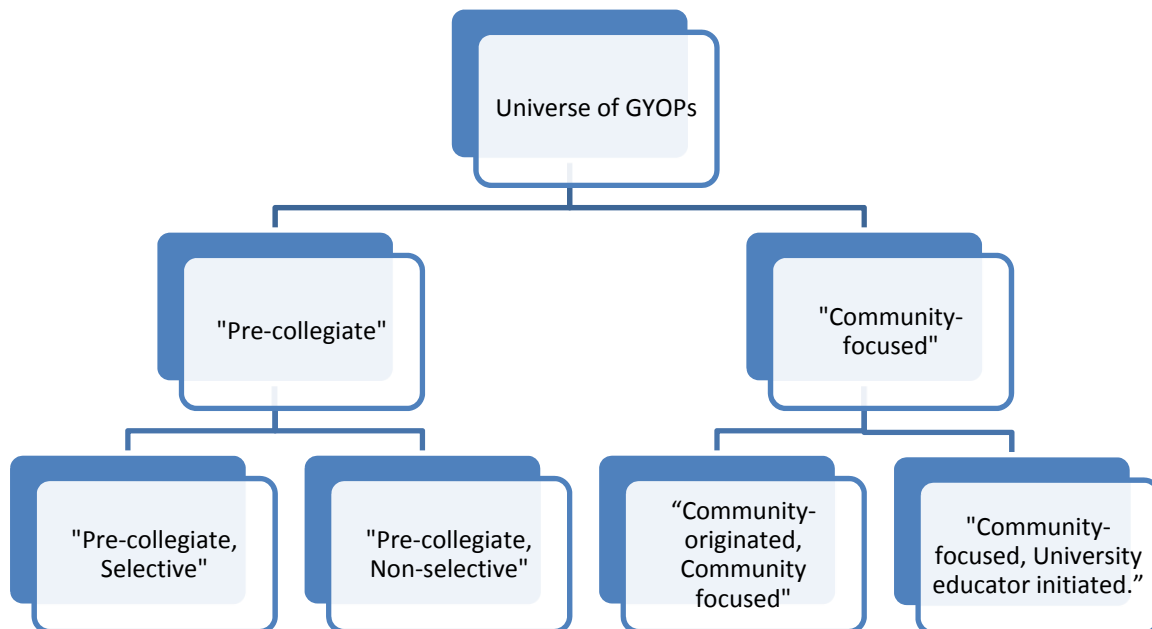 Universe of GYOPs
"Pre-collegiate"
"Community-
focused"
"Pre-collegiate,
Selective"
"Pre-collegiate,
Non-selective"
“Community-
originated,
Community
focused"
"Community-
focused, University
educator initiated.”